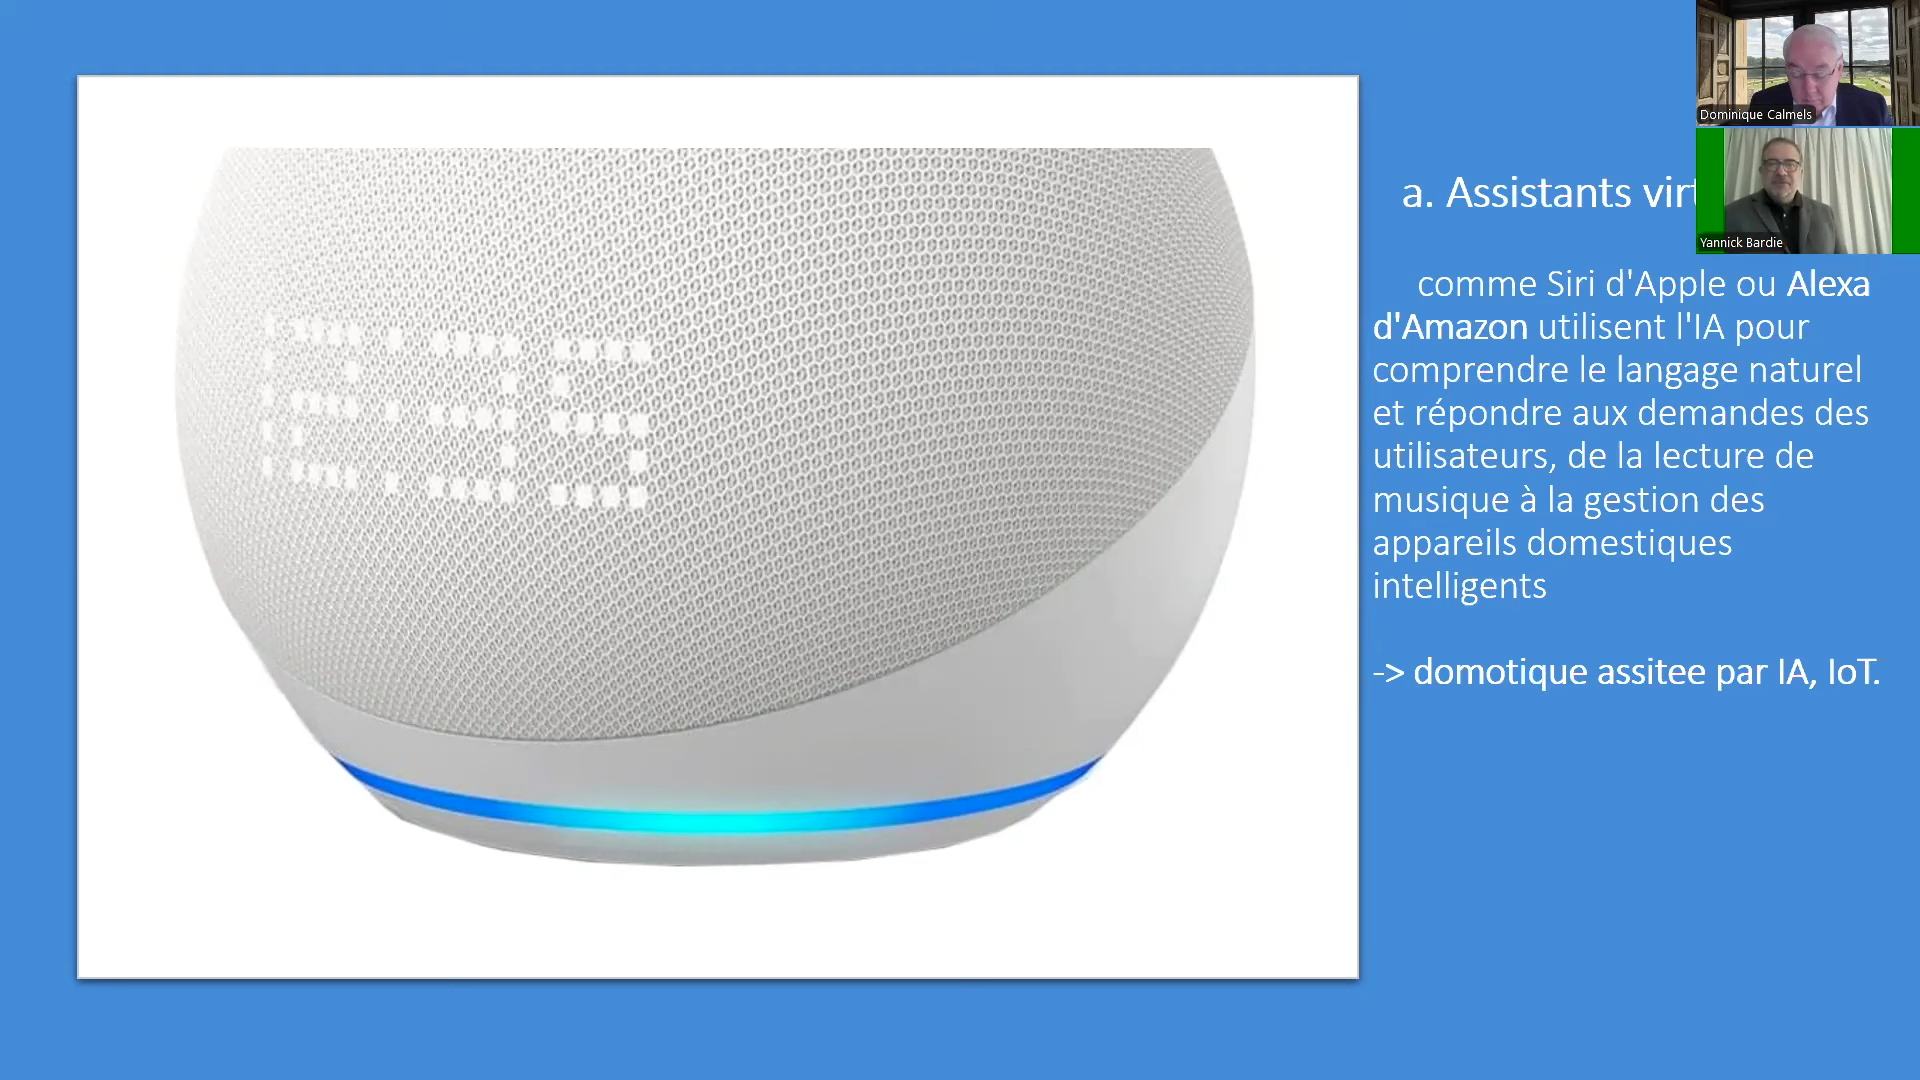 Dominique Calmels
a. Assistants virt
Yannick Bardie
comme Siri d'Apple ou Alexa
d'Amazon utilisent l'IA pour
comprendre le langage naturel
et répondre aux demandes des
utilisateurs, de la lecture de
musique à la gestion des
appareils domestiques
intelligents
-> domotique assitee par IA, IoT.